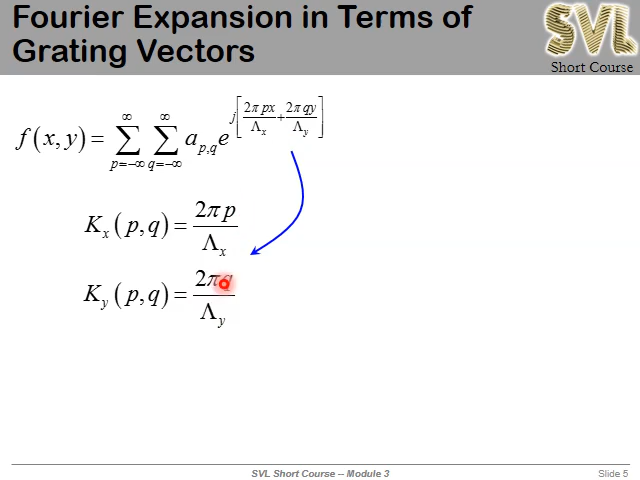 Fourier Expansion in Terms of
Grating Vectors
SVL
Short Course
f(x, y) = ∑_{p=-∞}^{∞} ∑_{q=-∞}^{∞} a_{p,q} e^{j[2πpx/Λ_x + 2πqy/Λ_y]}
K_x(p,q) = 2πp/Λ_x
K_y(p,q) = 2πq/Λ_y
SVL Short Course -- Module 3
Slide 5